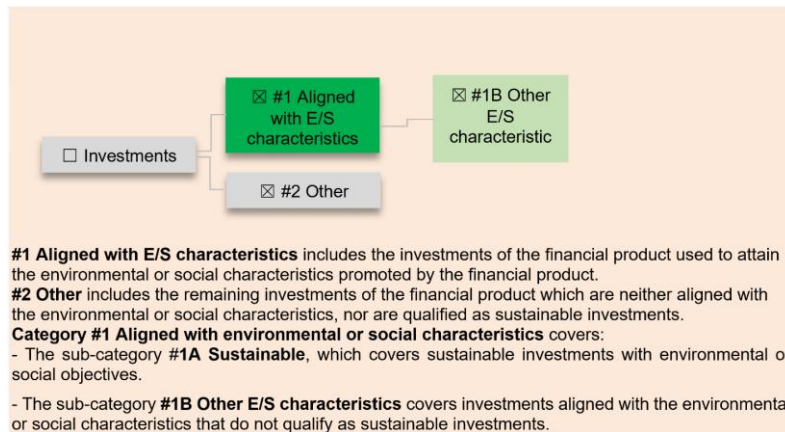 ☒ #1 Aligned
with E/S
characteristics
☒ #1B Other
E/S
characteristic
☐ Investments
☒ #2 Other
#1 Aligned with E/S characteristics includes the investments of the financial product used to attain
the environmental or social characteristics promoted by the financial product.
#2 Other includes the remaining investments of the financial product which are neither aligned with
the environmental or social characteristics, nor are qualified as sustainable investments.
Category #1 Aligned with environmental or social characteristics covers:
- The sub-category #1A Sustainable, which covers sustainable investments with environmental o
social objectives.
- The sub-category #1B Other E/S characteristics covers investments aligned with the environmenta
or social characteristics that do not qualify as sustainable investments.